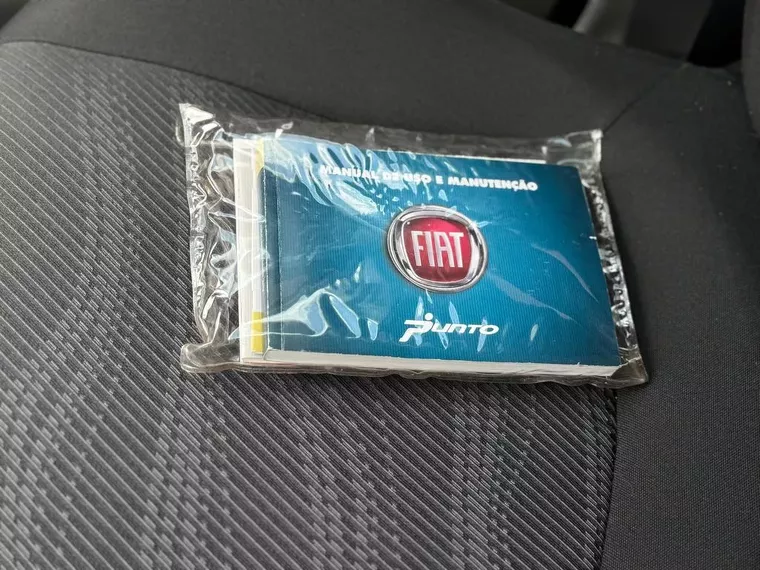 MANUAL DE USO E MANUTENÇÃO
FIAT
PUNTO